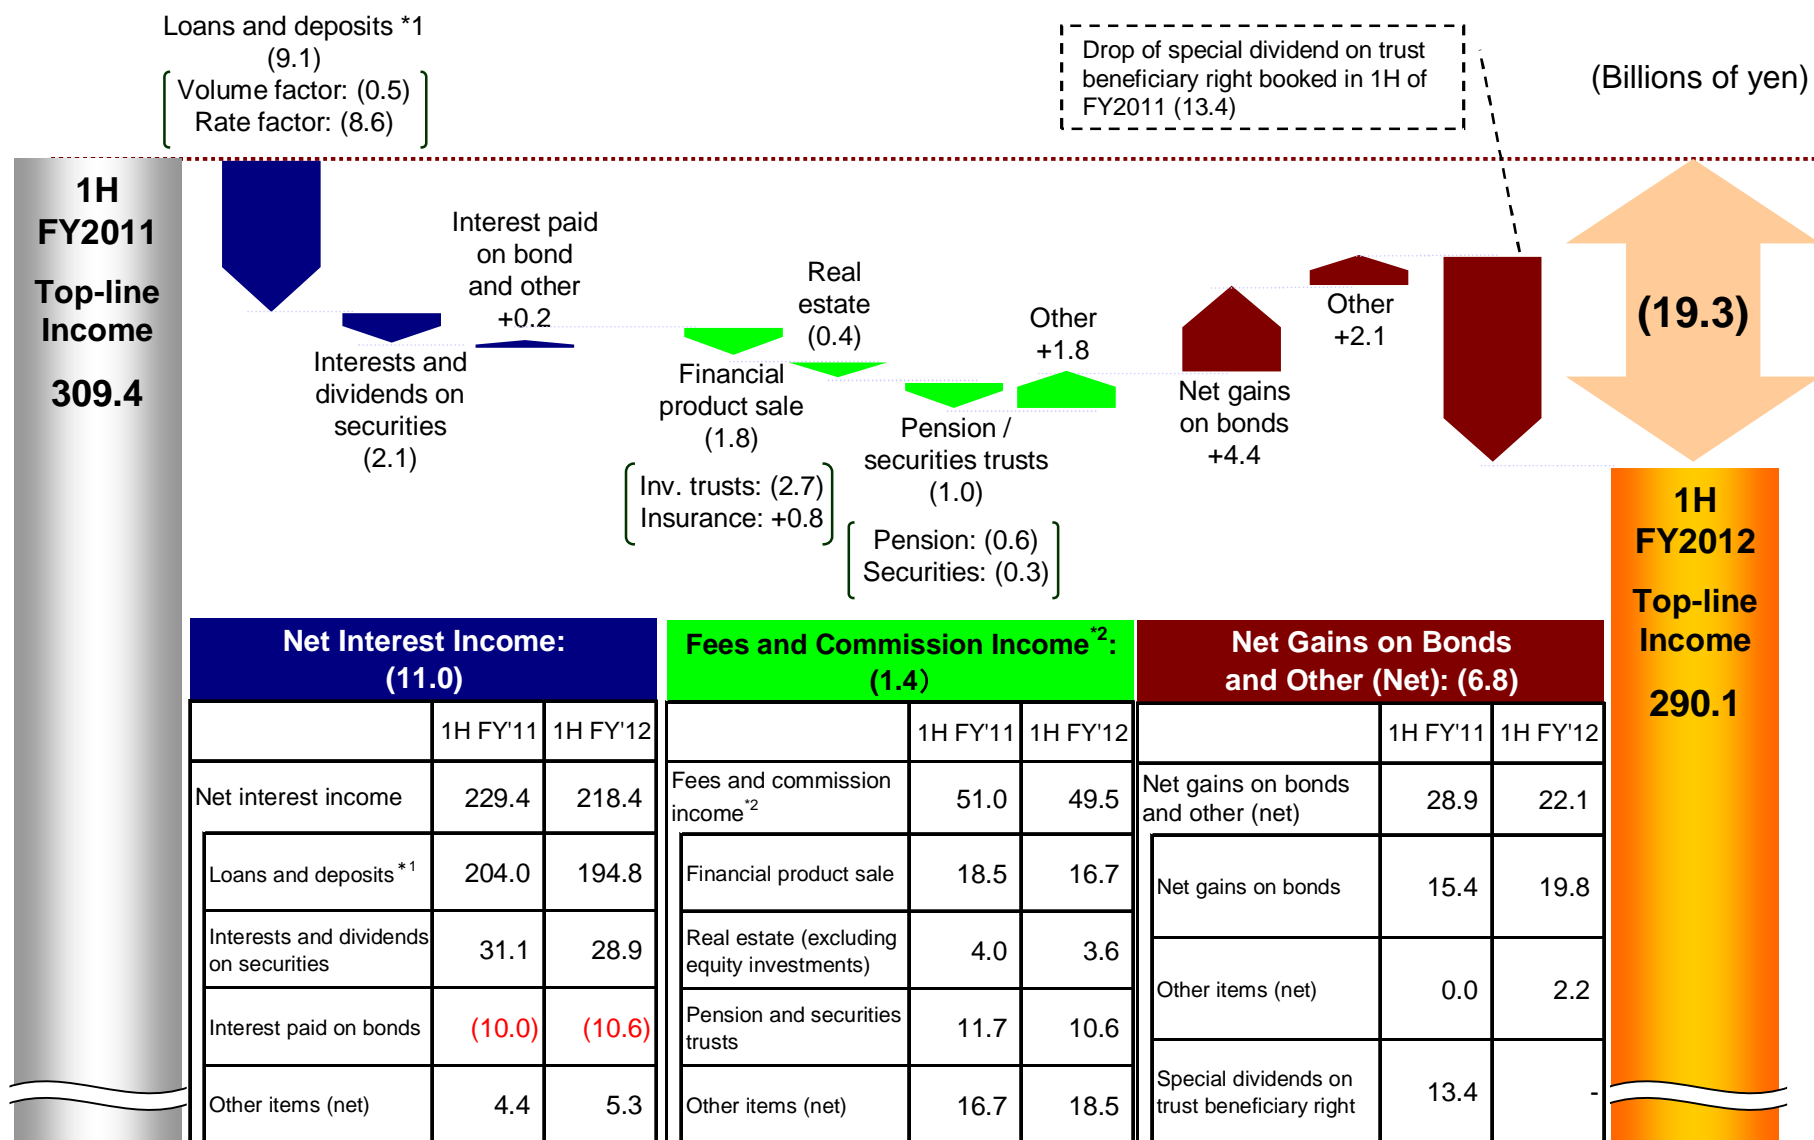 Loans and deposits *1
(9.1)
Volume factor: (0.5)
Rate factor: (8.6)
Drop of special dividend on trust
beneficiary right booked in 1H of
FY2011 (13.4)
(Billions of yen)
1H
FY2011
Top-line
Income
309.4
Interests and
dividends on
securities
(2.1)
Interest paid
on bond
and other
+0.2
Financial
product sale
(1.8)
Inv. trusts: (2.7)
Insurance: +0.8
Real
estate
(0.4)
Pension /
securities trusts
(1.0)
Pension: (0.6)
Securities: (0.3)
Other
+1.8
Net gains
on bonds
+4.4
Other
+2.1
(19.3)
1H
FY2012
Top-line
Income
290.1
Net Interest Income:
(11.0)
1H FY'11 1H FY'12
Net interest income 229.4 218.4
Loans and deposits*1 204.0 194.8
Interests and dividends
on securities 31.1 28.9
Interest paid on bonds (10.0) (10.6)
Other items (net) 4.4 5.3
Fees and Commission Income*2:
(1.4)
1H FY'11 1H FY'12
Fees and commission
income*2 51.0 49.5
Financial product sale 18.5 16.7
Real estate (excluding
equity investments) 4.0 3.6
Pension and securities
trusts 11.7 10.6
Other items (net) 16.7 18.5
Net Gains on Bonds
and Other (Net): (6.8)
1H FY'11 1H FY'12
Net gains on bonds
and other (net) 28.9 22.1
Net gains on bonds 15.4 19.8
Other items (net) 0.0 2.2
Special dividends on
trust beneficiary right 13.4 -